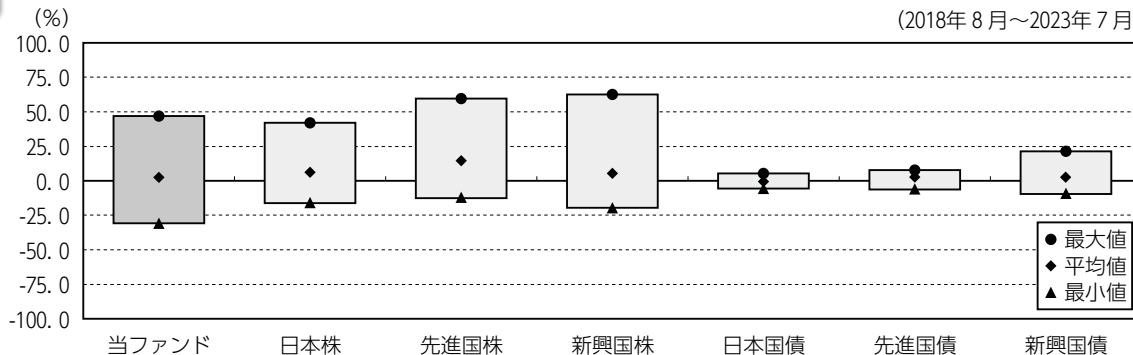 (%)
(2018年8月～2023年7月
100.0
75.0
50.0
25.0
0.0
-25.0
-50.0
-75.0
-100.0
● 最大値
◆ 平均値
▲ 最小値
当ファンド 日本株 先進国株 新興国株 日本国債 先進国債 新興国債